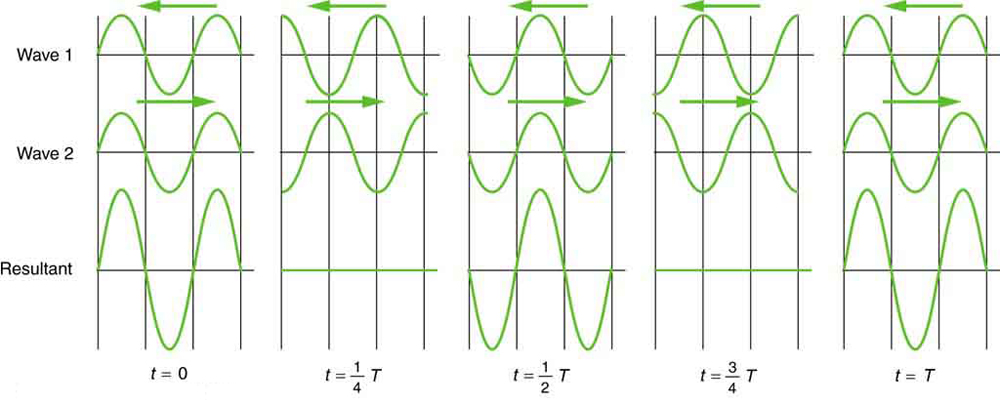 Wave 1
Wave 2
Resultant
t = 0
t = 1/4 T
t = 1/2 T
t = 3/4 T
t = T